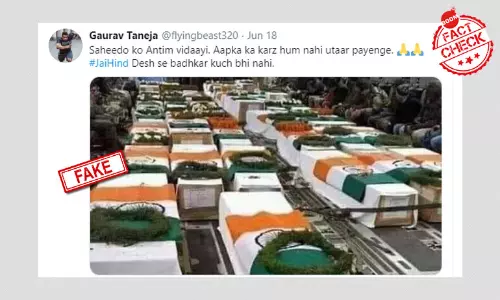 Gaurav Taneja @flyingbeast320 · Jun 18
Saheedo ko Antim vidaayi. Aapka ka karz hum nahi utaar payenge. 🙏🙏
#JaiHind Desh se badhkar kuch bhi nahi.
BOOM
FACT
CHECK
FAKE